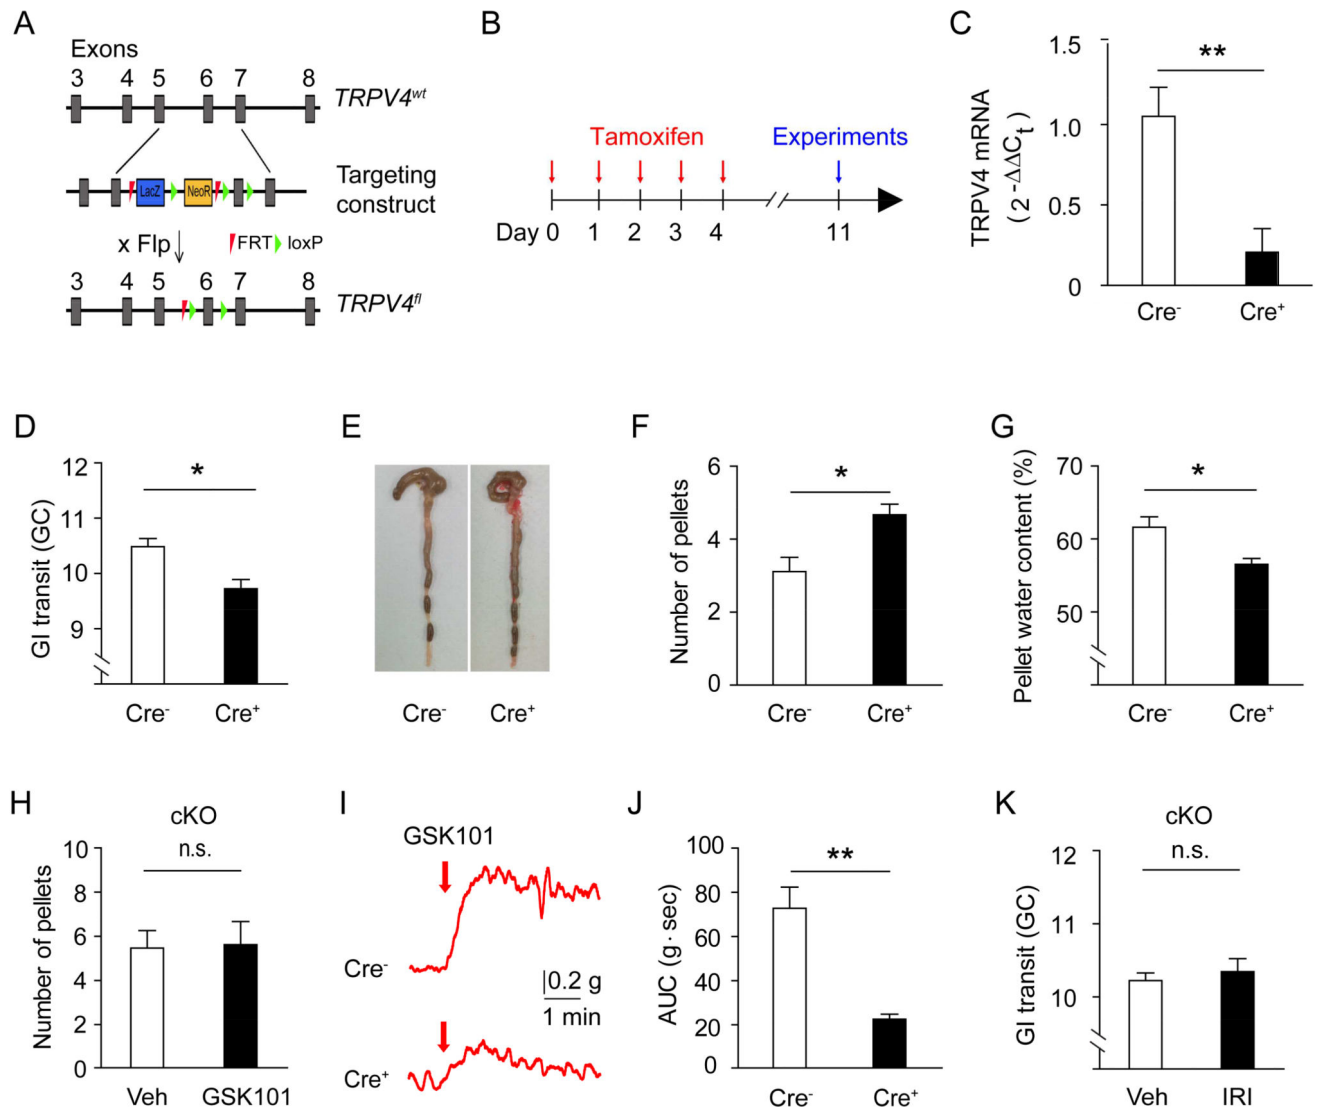 A
Exons
3 4 5 6 7 8
TRPV4wt
LacZ NeoR
Targeting
construct
x Flp
FRT loxP
3 4 5 6 7 8
TRPV4fl
B
Tamoxifen Experiments
Day 0 1 2 3 4 11
C
TRPV4 mRNA
(2 -ΔΔCt)
1.5
1.0
0.5
0
**
Cre- Cre+
D
GI transit (GC)
12
11
10
9
*
Cre- Cre+
E
Cre- Cre+
F
Number of pellets
6
4
2
0
*
Cre- Cre+
G
Pellet water content (%)
70
60
50
*
Cre- Cre+
H
cKO
n.s.
Number of pellets
10
8
6
4
2
0
Veh GSK101
I
GSK101
Cre-
0.2 g
1 min
Cre+
J
AUC (g·sec)
100
80
60
40
20
0
**
Cre- Cre+
K
cKO
n.s.
GI transit (GC)
12
11
10
Veh IRI